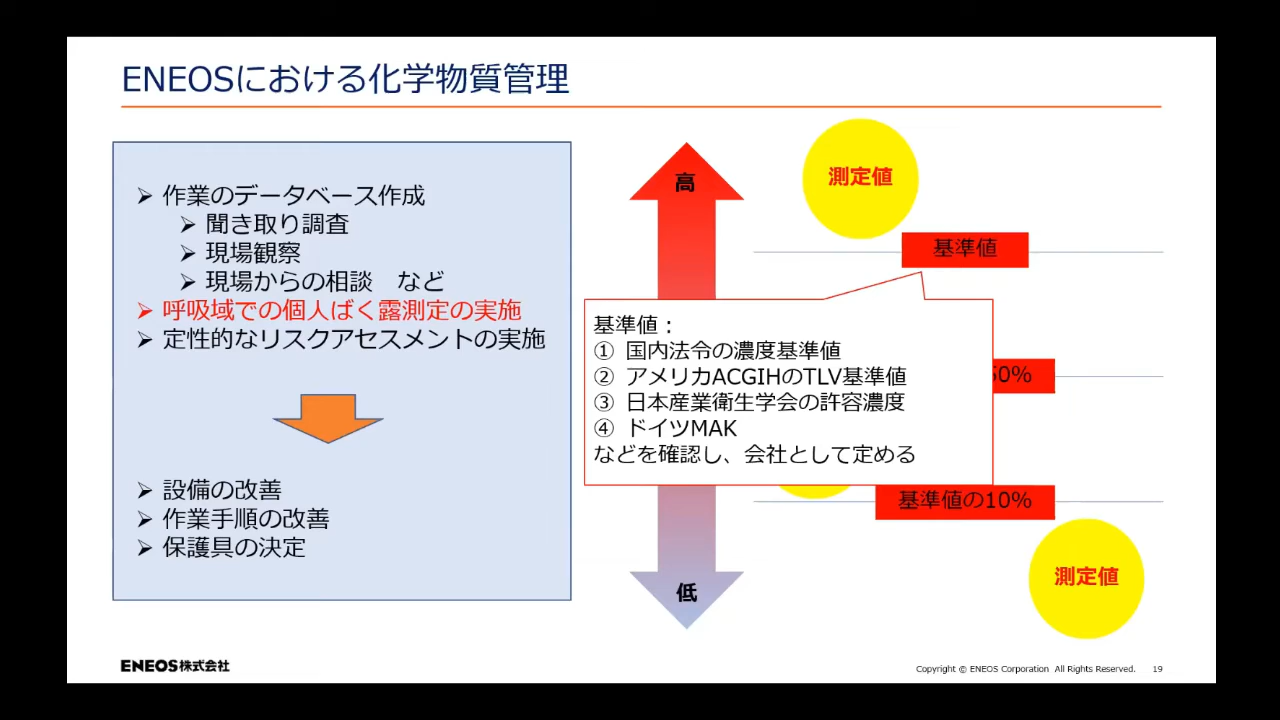 ENEOSにおける化学物質管理
➢ 作業のデータベース作成
➢ 聞き取り調査
➢ 現場観察
➢ 現場からの相談　など
➢ 呼吸域での個人ばく露測定の実施
➢ 定性的なリスクアセスメントの実施
➢ 設備の改善
➢ 作業手順の改善
➢ 保護具の決定
高
低
測定値
基準値
基準値：
① 国内法令の濃度基準値
② アメリカACGIHのTLV基準値
③ 日本産業衛生学会の許容濃度
④ ドイツMAK
などを確認し、会社として定める
50%
基準値の10%
測定値
ENEOS株式会社
Copyright © ENEOS Corporation All Rights Reserved.
19